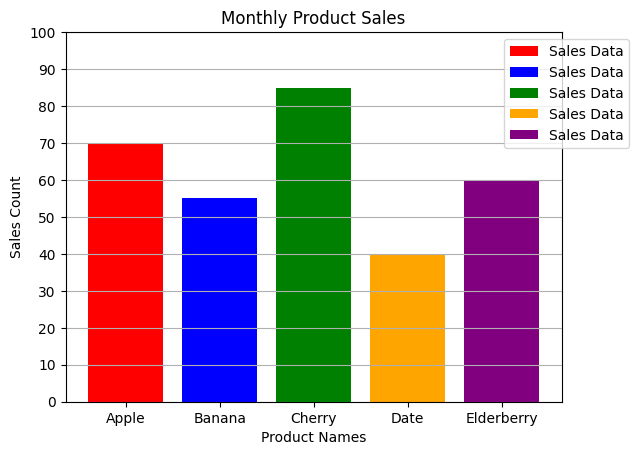 Monthly Product Sales
Sales Data
Sales Data
Sales Data
Sales Data
Sales Data
Sales Count
100
90
80
70
60
50
40
30
20
10
0
Apple Banana Cherry Date Elderberry
Product Names